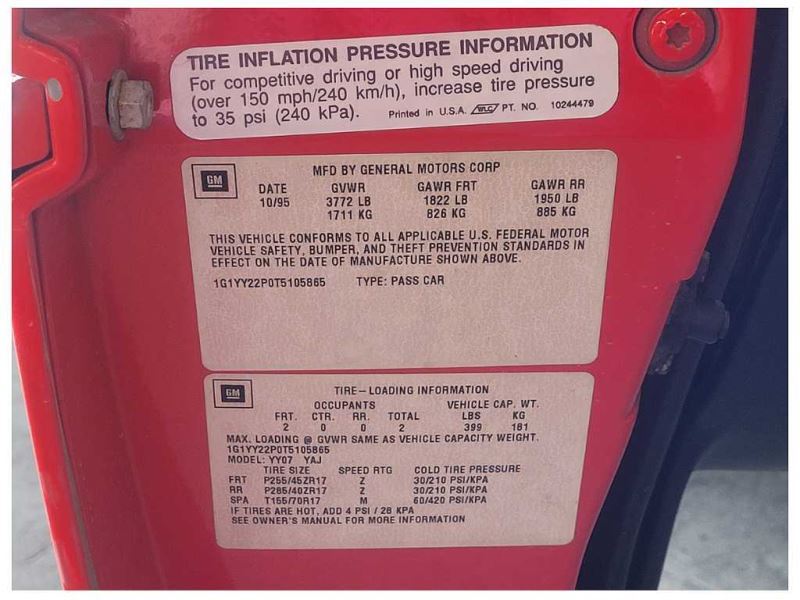 TIRE INFLATION PRESSURE INFORMATION
For competitive driving or high speed driving
(over 150 mph/240 km/h), increase tire pressure
to 35 psi (240 kPa). Printed in U.S.A. WLG PT. NO. 10244479
GM
MFD BY GENERAL MOTORS CORP
DATE GVWR GAWR FRT GAWR RR
10/95 3772 LB 1822 LB 1950 LB
1711 KG 826 KG 885 KG
THIS VEHICLE CONFORMS TO ALL APPLICABLE U.S. FEDERAL MOTOR
VEHICLE SAFETY, BUMPER, AND THEFT PREVENTION STANDARDS IN
EFFECT ON THE DATE OF MANUFACTURE SHOWN ABOVE.
1G1YY22P0T5105865 TYPE: PASS CAR
GM
TIRE-LOADING INFORMATION
OCCUPANTS VEHICLE CAP. WT.
FRT. CTR. RR. TOTAL LBS KG
2 0 0 2 399 181
MAX. LOADING @ GVWR SAME AS VEHICLE CAPACITY WEIGHT.
1G1YY22P0T5105865
MODEL: YY07 YAJ
TIRE SIZE SPEED RTG COLD TIRE PRESSURE
FRT P255/45ZR17 Z 30/210 PSI/KPA
RR P285/40ZR17 Z 30/210 PSI/KPA
SPA T155/70R17 M 60/420 PSI/KPA
IF TIRES ARE HOT, ADD 4 PSI/28 KPA
SEE OWNER'S MANUAL FOR MORE INFORMATION